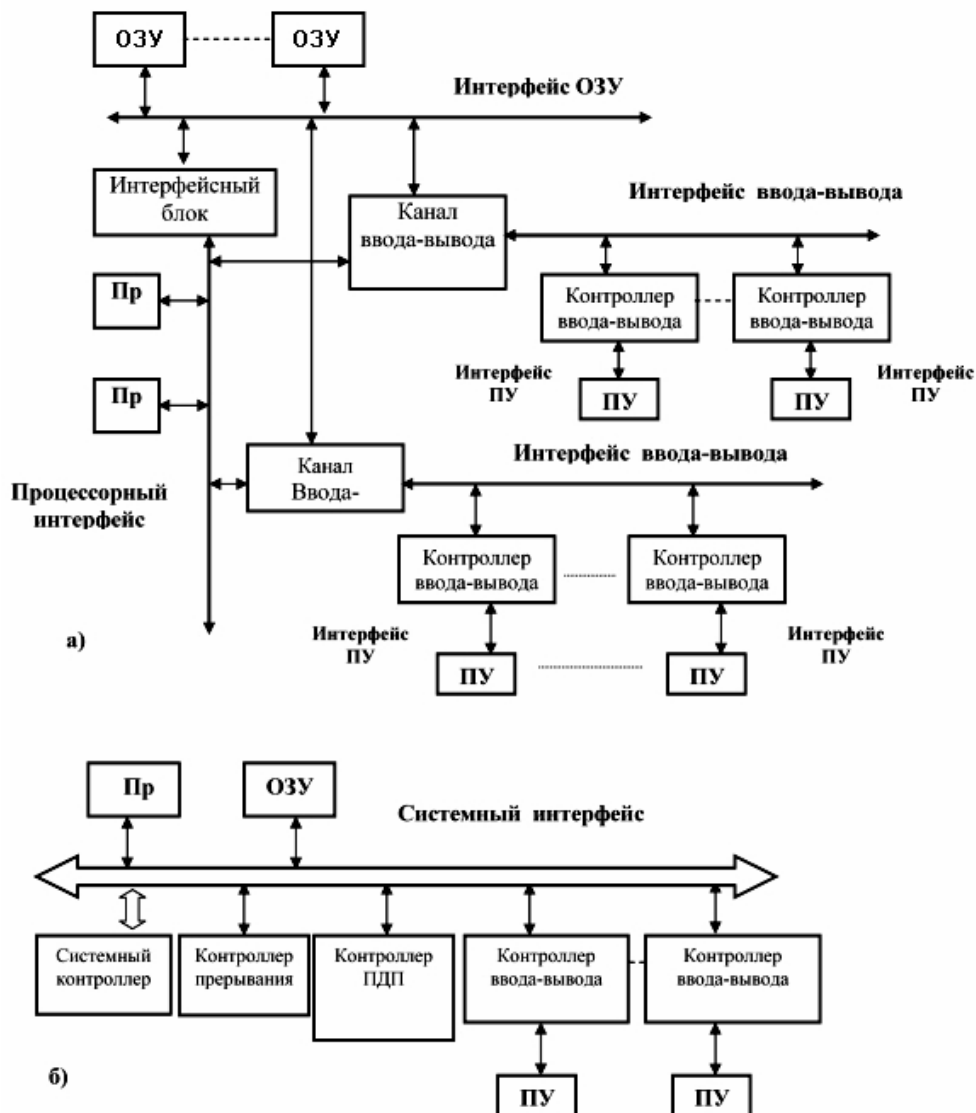 ОЗУ
ОЗУ
Интерфейс ОЗУ
Интерфейсный
блок
Канал
ввода-вывода
Интерфейс ввода-вывода
Пр
Контроллер
ввода-вывода
Контроллер
ввода-вывода
Интерфейс
ПУ
ПУ
ПУ
Интерфейс
ПУ
Пр
Канал
Ввода-
Интерфейс ввода-вывода
Процессорный
интерфейс
Контроллер
ввода-вывода
Контроллер
ввода-вывода
а)
Интерфейс
ПУ
ПУ
ПУ
Интерфейс
ПУ
Пр
ОЗУ
Системный интерфейс
Системный
контроллер
Контроллер
прерывания
Контроллер
ПДП
Контроллер
ввода-вывода
Контроллер
ввода-вывода
б)
ПУ
ПУ